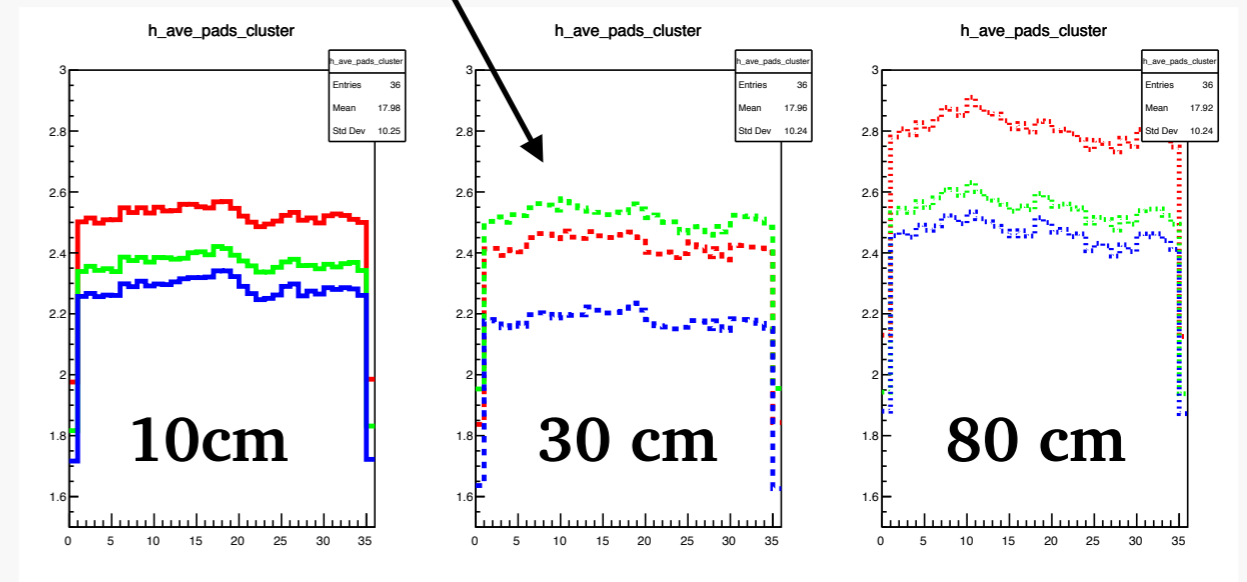 h_ave_pads_cluster
h_ave_pads_cluster
Entries 36
Mean 17.98
Std Dev 10.25
3
2.8
2.6
2.4
2.2
2
1.8
1.6
0 5 10 15 20 25 30 35
10cm
h_ave_pads_cluster
h_ave_pads_cluster
Entries 36
Mean 17.96
Std Dev 10.24
3
2.8
2.6
2.4
2.2
2
1.8
1.6
0 5 10 15 20 25 30 35
30 cm
h_ave_pads_cluster
h_ave_pads_cluster
Entries 36
Mean 17.92
Std Dev 10.24
3
2.8
2.6
2.4
2.2
2
1.8
1.6
0 5 10 15 20 25 30 35
80 cm